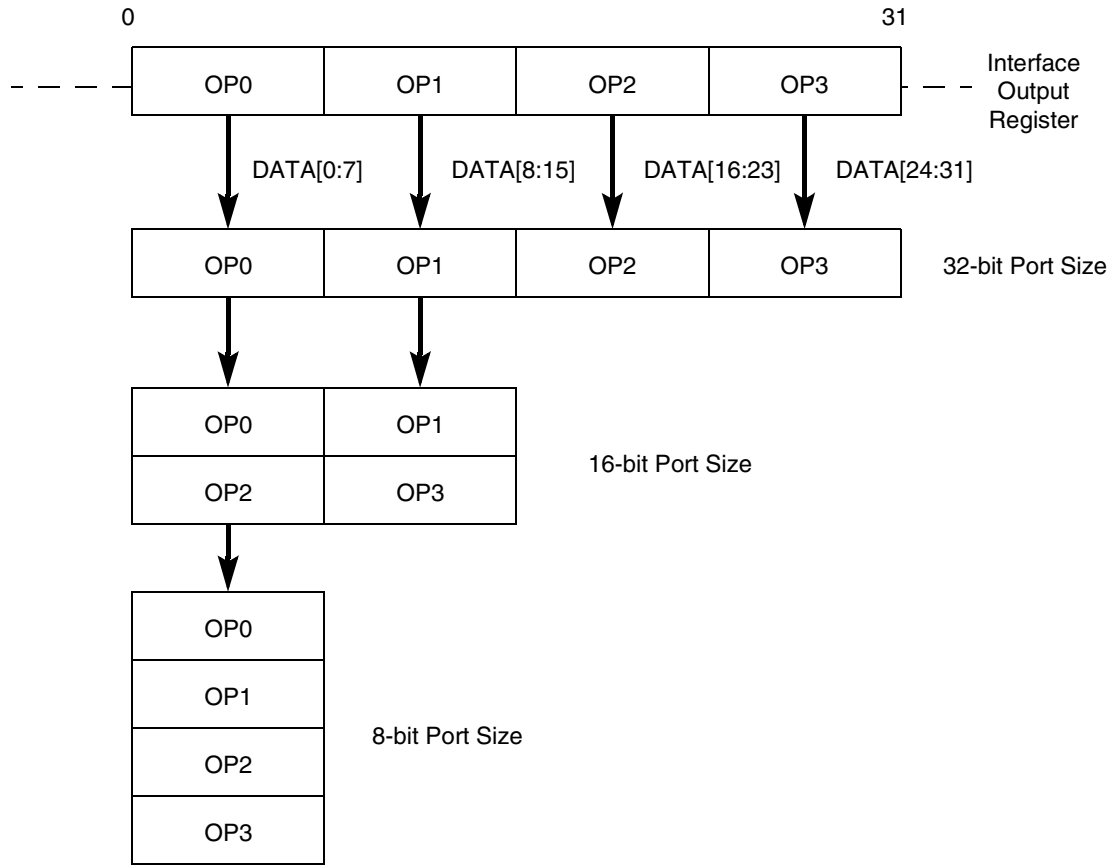 0 31
OP0 OP1 OP2 OP3
Interface
Output
Register
DATA[0:7] DATA[8:15] DATA[16:23] DATA[24:31]
OP0 OP1 OP2 OP3 32-bit Port Size
OP0 OP1
16-bit Port Size
OP2 OP3
OP0
OP1
8-bit Port Size
OP2
OP3